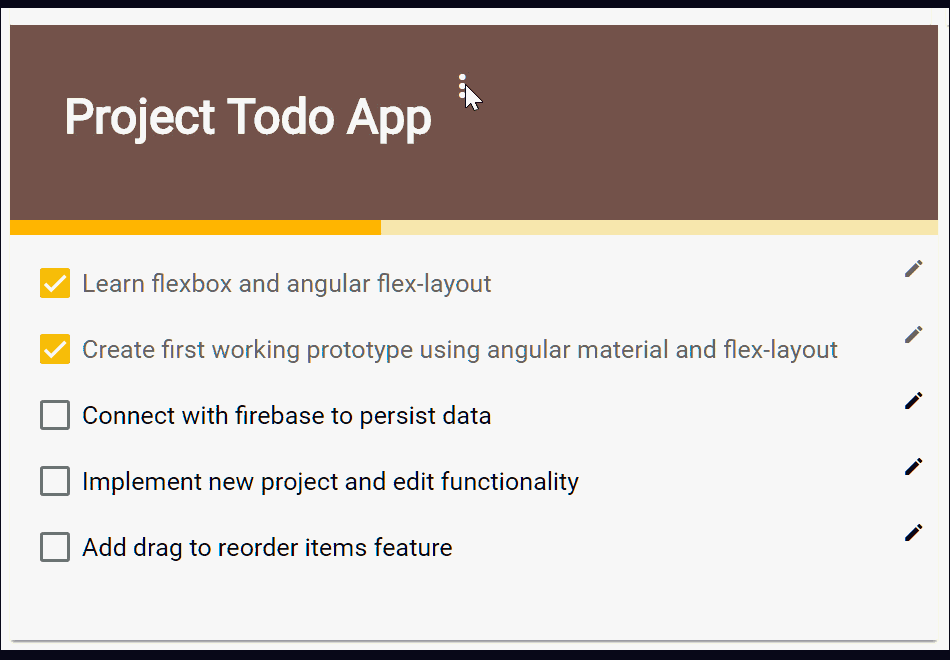 Project Todo App
Learn flexbox and angular flex-layout
Create first working prototype using angular material and flex-layout
Connect with firebase to persist data
Implement new project and edit functionality
Add drag to reorder items feature